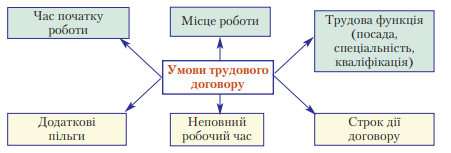 Час початку
роботи
Місце роботи
Трудова функція
(посада,
спеціальність,
кваліфікація)
Умови трудового
договору
Додаткові
пільги
Неповний
робочий час
Строк дії
договору